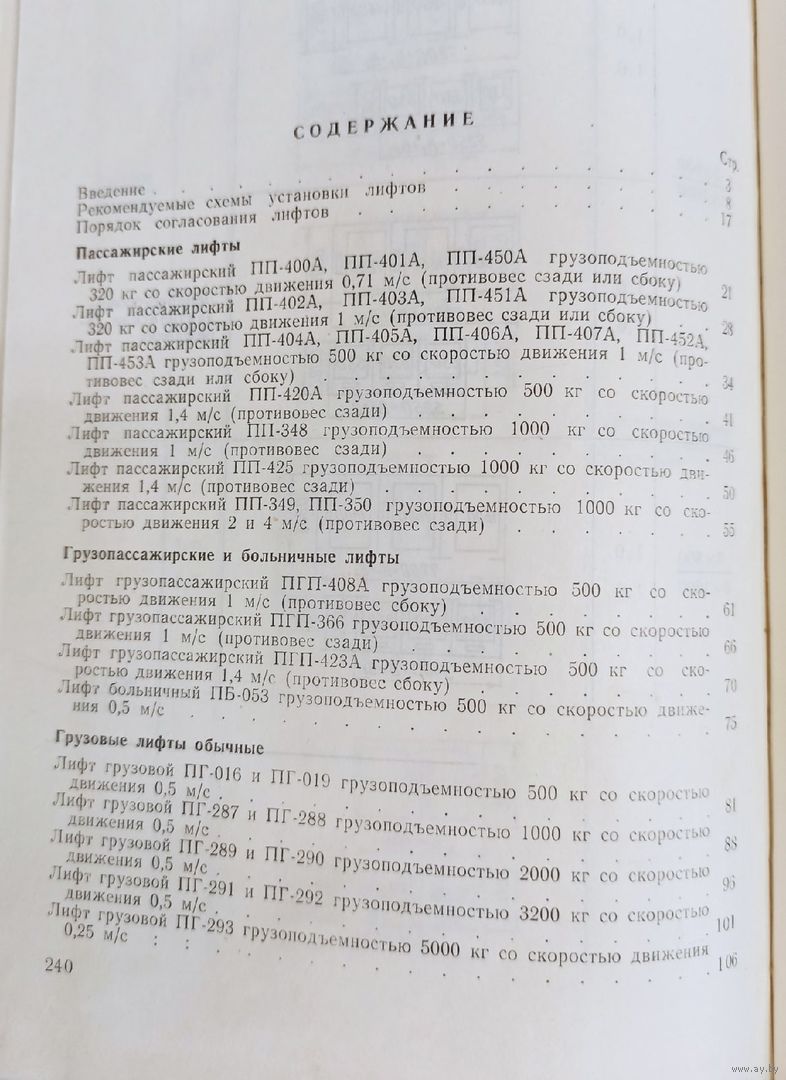 СОДЕРЖАНИЕ
Стр.
Введение . . . . . . . . . . . . . . 3
Рекомендуемые схемы установки лифтов . . . . . . . . 8
Порядок согласования лифтов . . . . . . . . . . . 17
Пассажирские лифты
Лифт пассажирский ПП-400А, ПП-401А, ПП-450А грузоподъемностью
320 кг со скоростью движения 0,71 м/с (противовес сзади или сбоку) 21
Лифт пассажирский ПП-402А, ПП-403А, ПП-451А грузоподъемностью
320 кг со скоростью движения 1 м/с (противовес сзади или сбоку) . . 28
Лифт пассажирский ПП-404А, ПП-405А, ПП-406А, ПП-407А, ПП-452А,
ПП-453А грузоподъемностью 500 кг со скоростью движения 1 м/с (про-
тивовес сзади или сбоку) . . . . . . . . . . . . 34
Лифт пассажирский ПП-420А грузоподъемностью 500 кг со скоростью
движения 1,4 м/с (противовес сзади) . . . . . . . . . 41
Лифт пассажирский ПП-348 грузоподъемностью 1000 кг со скоростью
движения 1 м/с (противовес сзади) . . . . . . . . . 46
Лифт пассажирский ПП-425 грузоподъемностью 1000 кг со скоростью дви-
жения 1,4 м/с (противовес сзади) . . . . . . . . . . 50
Лифт пассажирский ПП-349, ПП-350 грузоподъемностью 1000 кг со ско-
ростью движения 2 и 4 м/с (противовес сзади) . . . . . . 55
Грузопассажирские и больничные лифты
Лифт грузопассажирский ПГП-408А грузоподъемностью 500 кг со ско-
ростью движения 1 м/с (противовес сбоку) . . . . . . . 61
Лифт грузопассажирский ПГП-366 грузоподъемностью 500 кг со скоростью
движения 1 м/с (противовес сзади) . . . . . . . . . 66
Лифт грузопассажирский ПГП-423А грузоподъемностью 500 кг со ско-
ростью движения 1,4 м/с (противовес сбоку) . . . . . . . 70
Лифт больничный ПБ-053 грузоподъемностью 500 кг со скоростью движе-
ния 0,5 м/с . . . . . . . . . . . . . . . 75
Грузовые лифты обычные
Лифт грузовой ПГ-016 и ПГ-019 грузоподъемностью 500 кг со скоростью
движения 0,5 м/с . . . . . . . . . . . . . . 81
Лифт грузовой ПГ-287 и ПГ-288 грузоподъемностью 1000 кг со скоростью
движения 0,5 м/с . . . . . . . . . . . . . . 88
Лифт грузовой ПГ-289 и ПГ-290 грузоподъемностью 2000 кг со скоростью
движения 0,5 м/с . . . . . . . . . . . . . . 95
Лифт грузовой ПГ-291 и ПГ-292 грузоподъемностью 3200 кг со скоростью
движения 0,5 м/с . . . . . . . . . . . . . . 101
Лифт грузовой ПГ-293 грузоподъемностью 5000 кг со скоростью движения
0,25 м/с . . . . . . . . . . . . . . . . 106
240
www.ay.by